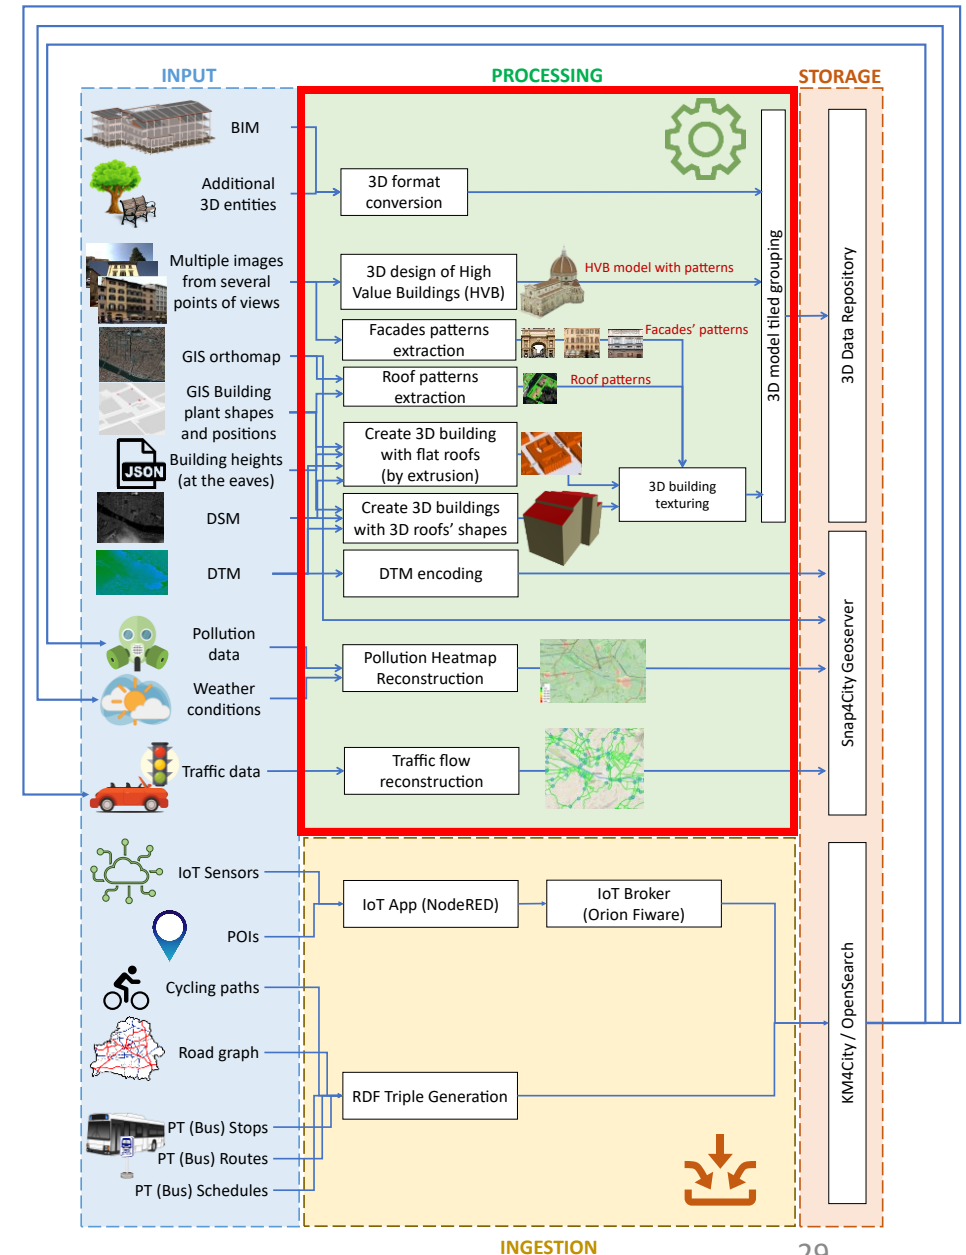 INPUT
PROCESSING
STORAGE
BIM
Additional
3D entities
3D format
conversion
Multiple images
from several
points of views
3D design of High
Value Buildings (HVB)
HVB model with patterns
Facades patterns
extraction
Facades' patterns
GIS orthomap
Roof patterns
extraction
Roof patterns
GIS Building
plant shapes
and positions
Create 3D building
with flat roofs
(by extrusion)
JSON
Building heights
(at the eaves)
3D building
texturing
DSM
Create 3D buildings
with 3D roofs' shapes
DTM
DTM encoding
3D model tiled grouping
3D Data Repository
Pollution
data
Pollution Heatmap
Reconstruction
Weather
conditions
Traffic data
Traffic flow
reconstruction
Snap4City Geoserver
IoT Sensors
IoT App (NodeRED)
IoT Broker
(Orion Fiware)
POIs
Cycling paths
Road graph
RDF Triple Generation
PT (Bus) Stops
PT (Bus) Routes
PT (Bus) Schedules
KM4City / OpenSearch
INGESTION
29